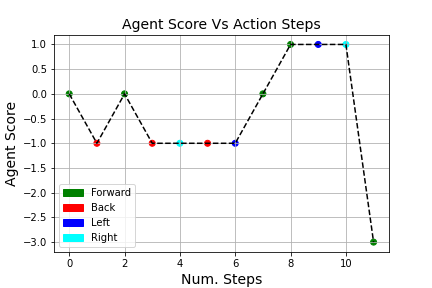 Agent Score Vs Action Steps
1.0
0.5
0.0
−0.5
−1.0
−1.5
−2.0
−2.5
−3.0
Agent Score
Forward
Back
Left
Right
0 2 4 6 8 10
Num. Steps